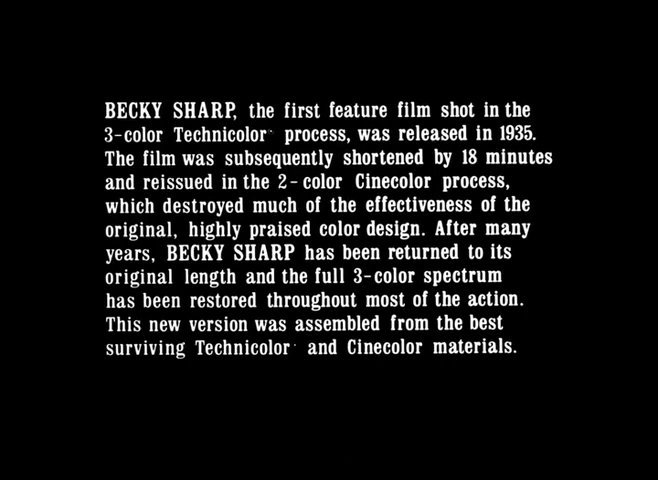 BECKY SHARP, the first feature film shot in the
3-color Technicolor process, was released in 1935.
The film was subsequently shortened by 18 minutes
and reissued in the 2-color Cinecolor process,
which destroyed much of the effectiveness of the
original, highly praised color design. After many
years, BECKY SHARP has been returned to its
original length and the full 3-color spectrum
has been restored throughout most of the action.
This new version was assembled from the best
surviving Technicolor and Cinecolor materials.